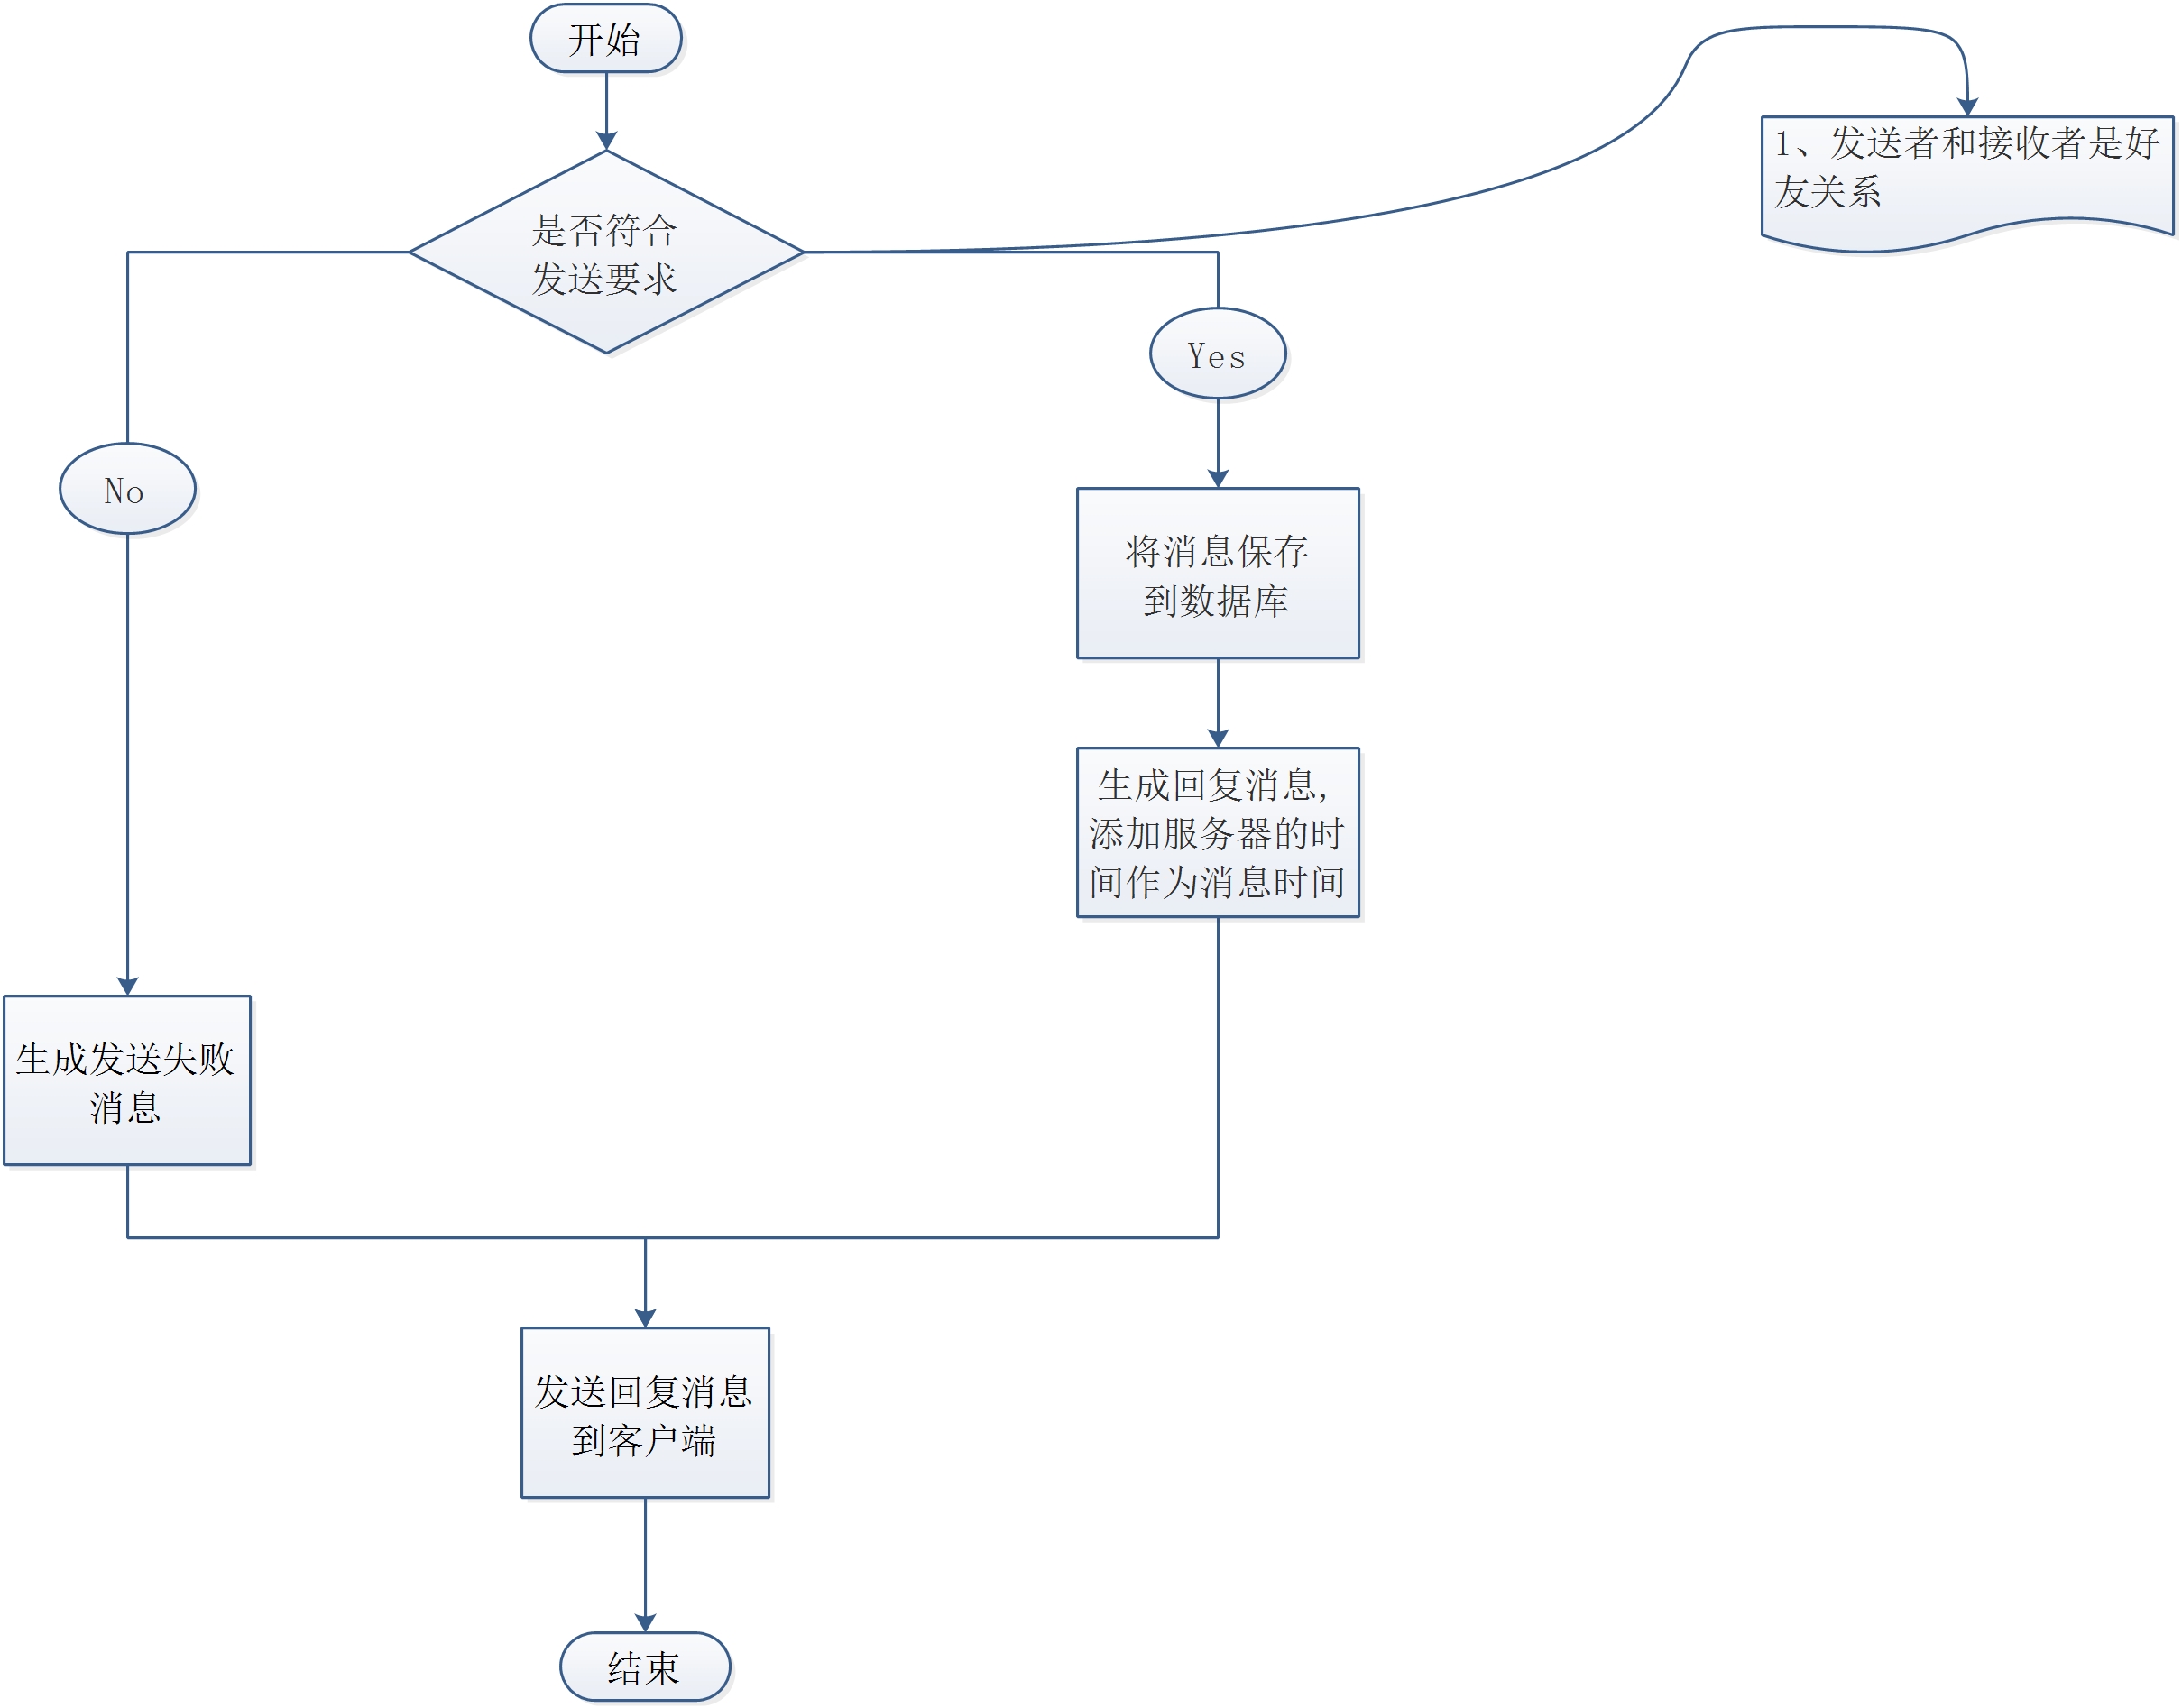 开始
1、发送者和接收者是好
友关系
是否符合
发送要求
Yes
No
将消息保存
到数据库
生成回复消息,
添加服务器的时
间作为消息时间
生成发送失败
消息
发送回复消息
到客户端
结束